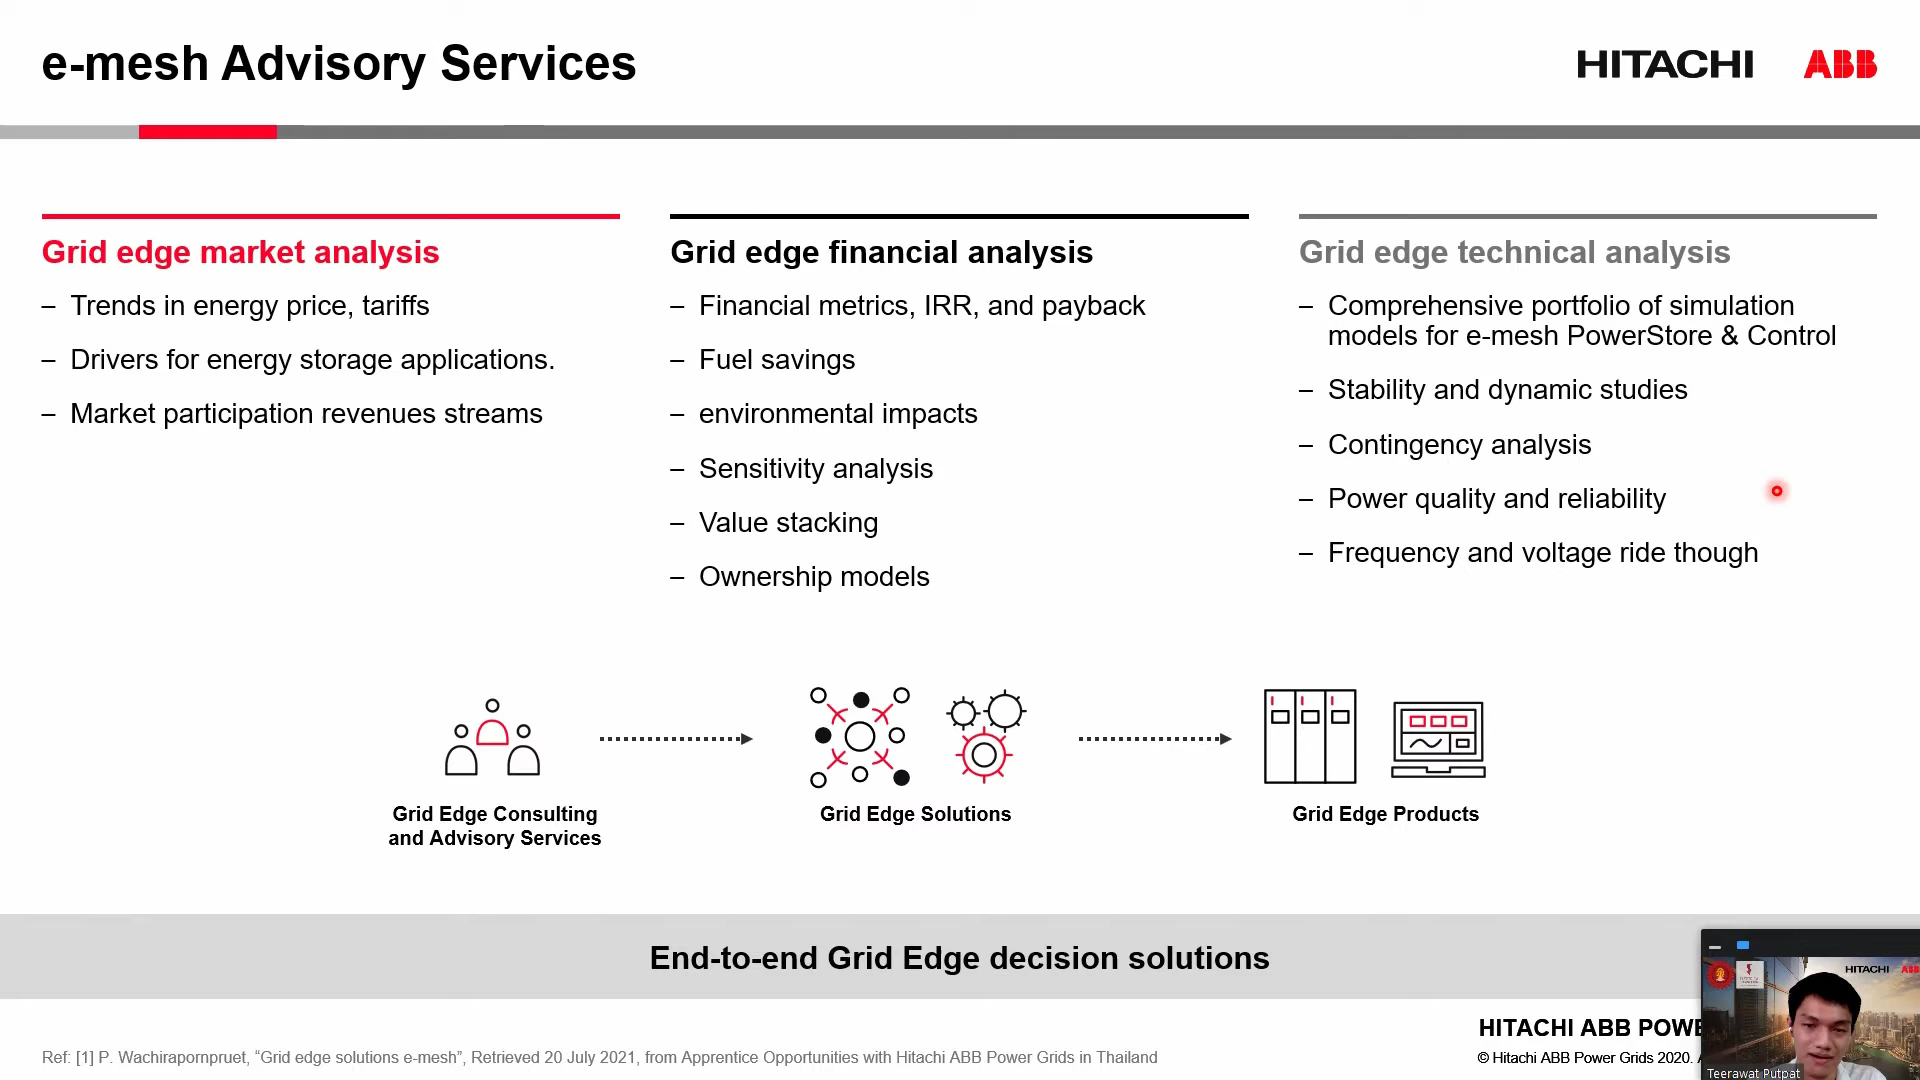 e-mesh Advisory Services
HITACHI ABB
Grid edge market analysis
– Trends in energy price, tariffs
– Drivers for energy storage applications.
– Market participation revenues streams
Grid edge financial analysis
– Financial metrics, IRR, and payback
– Fuel savings
– environmental impacts
– Sensitivity analysis
– Value stacking
– Ownership models
Grid edge technical analysis
– Comprehensive portfolio of simulation
models for e-mesh PowerStore & Control
– Stability and dynamic studies
– Contingency analysis
– Power quality and reliability
– Frequency and voltage ride though
Grid Edge Consulting
and Advisory Services
Grid Edge Solutions
Grid Edge Products
End-to-end Grid Edge decision solutions
HITACHI ABB
HITACHI ABB POWE
Ref: [1] P. Wachirapornpruet, “Grid edge solutions e-mesh”, Retrieved 20 July 2021, from Apprentice Opportunities with Hitachi ABB Power Grids in Thailand
© Hitachi ABB Power Grids 2020.
Teerawat Putpat